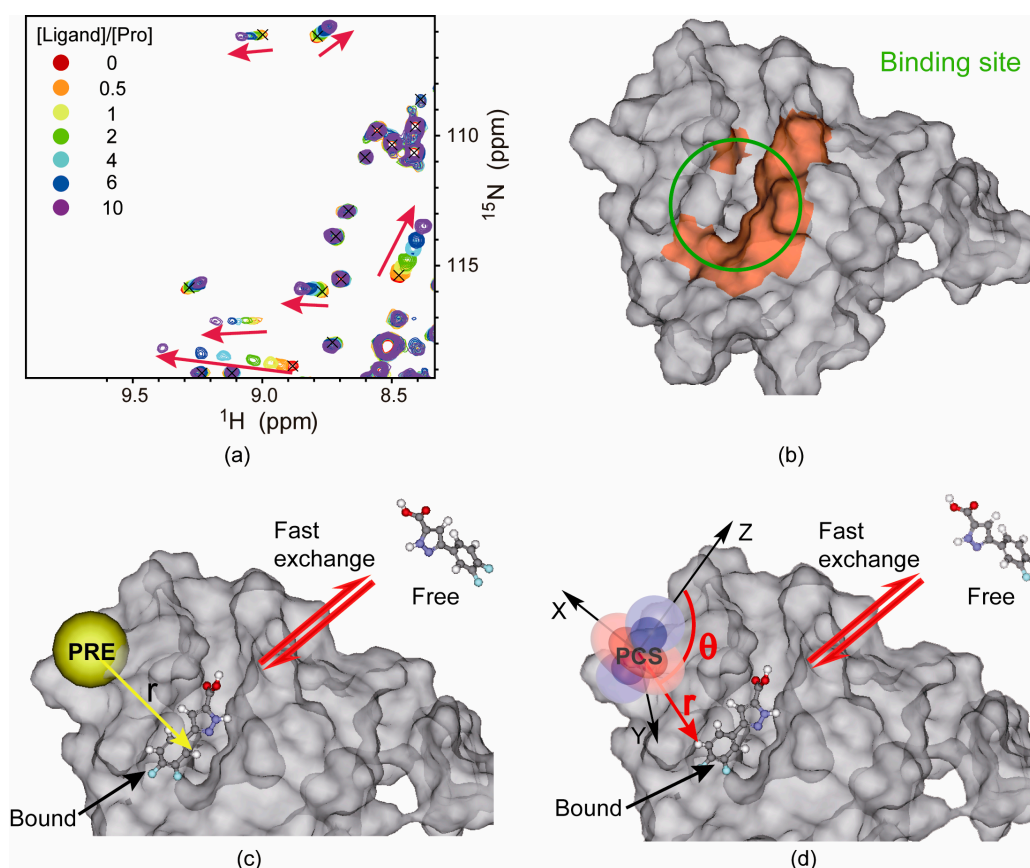 [Ligand]/[Pro]
0
0.5
1
2
4
6
10
110
115
15N (ppm)
9.5
9.0
8.5
1H (ppm)
(a)
Binding site
(b)
PRE
r
Fast
exchange
Free
Bound
(c)
X
Z
Y
PCS
θ
r
Fast
exchange
Free
Bound
(d)